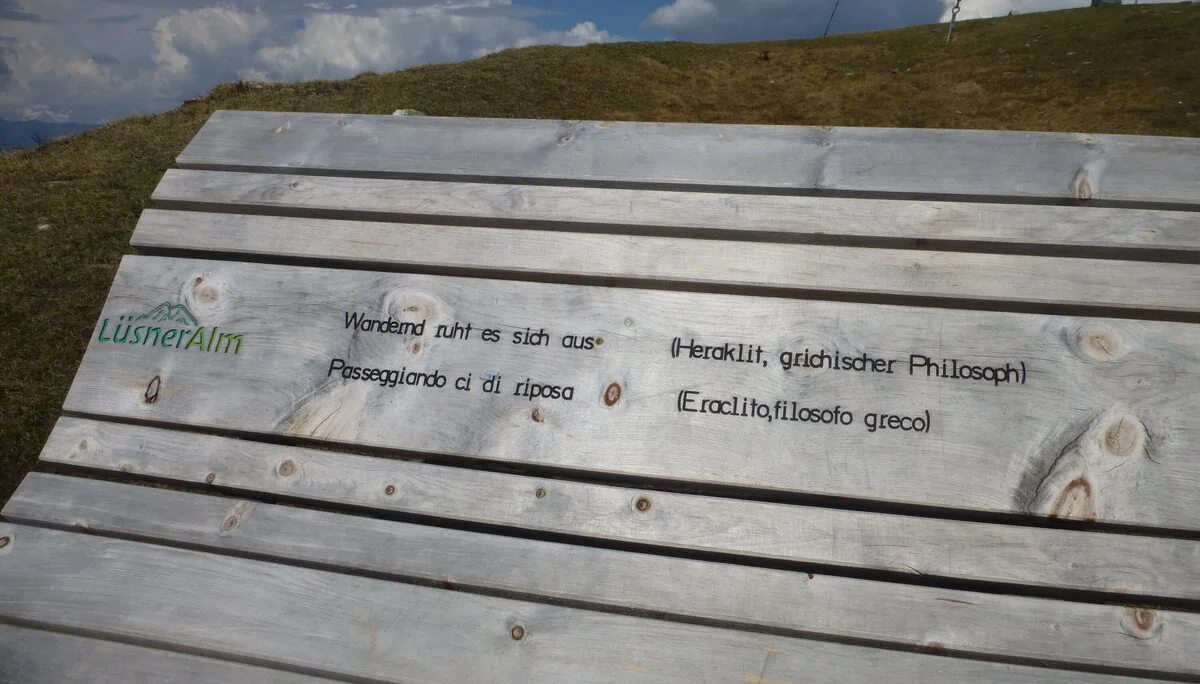 LüsnerAlm
Wandernd ruht es sich aus (Heraklit, grichischer Philosoph)
Passeggiando ci di riposa (Eraclito,filosofo greco)